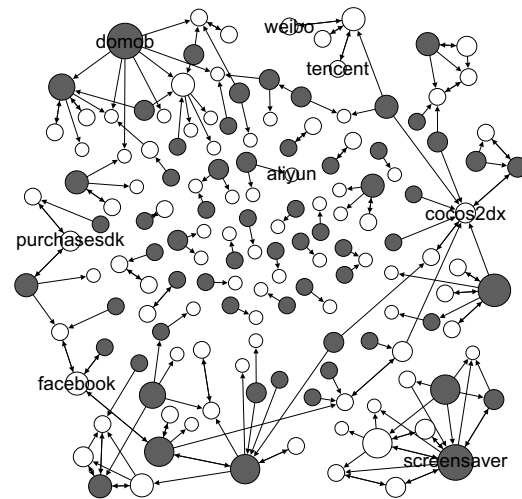 weibo
domob
tencent
aliyun
cocos2dx
purchasesdk
facebook
screensaver